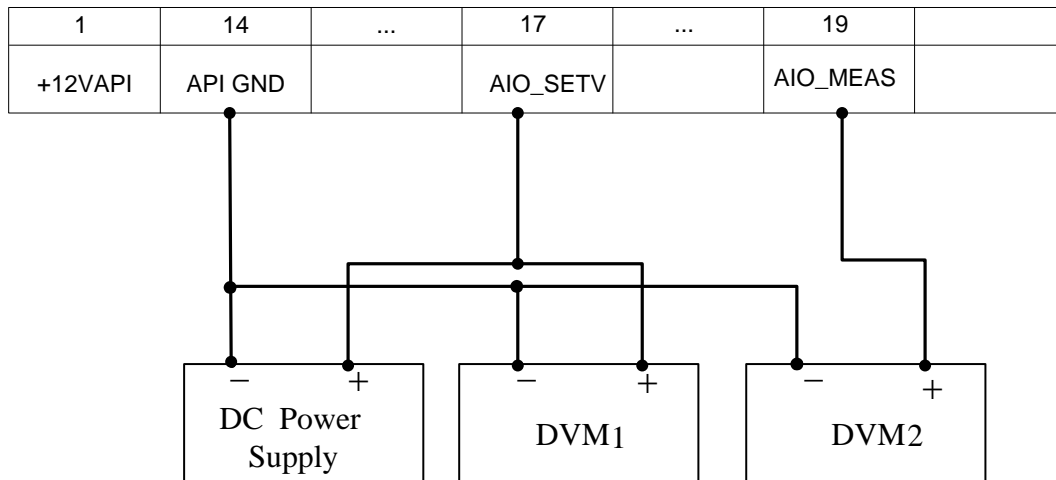 1 14 ... 17 ... 19
+12VAPI API GND AIO_SETV AIO_MEAS
− + − + − +
DC Power DVM1 DVM2
Supply